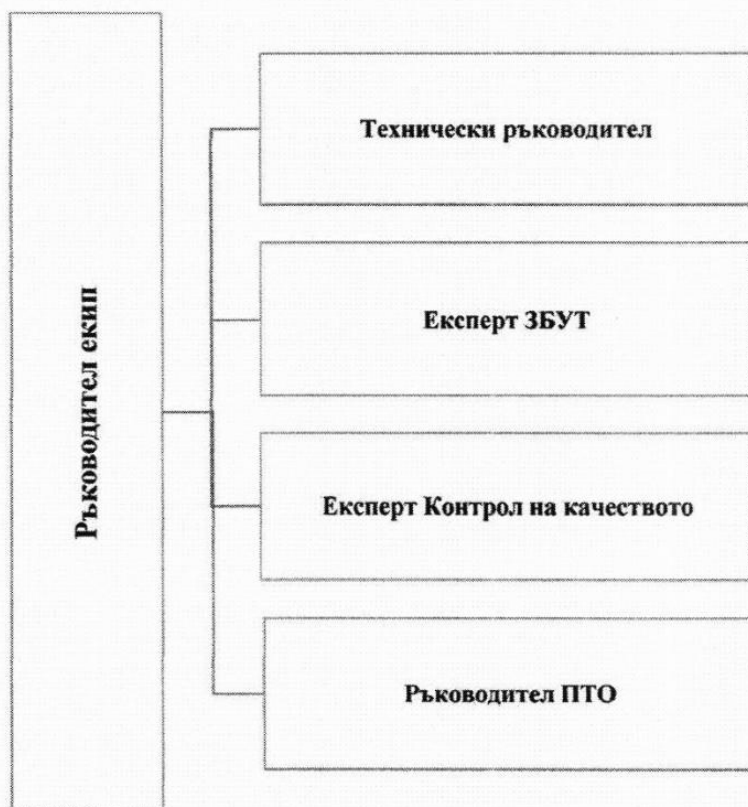 Ръководител екип
Технически ръководител
Експерт ЗБУТ
Експерт Контрол на качеството
Ръководител ПТО